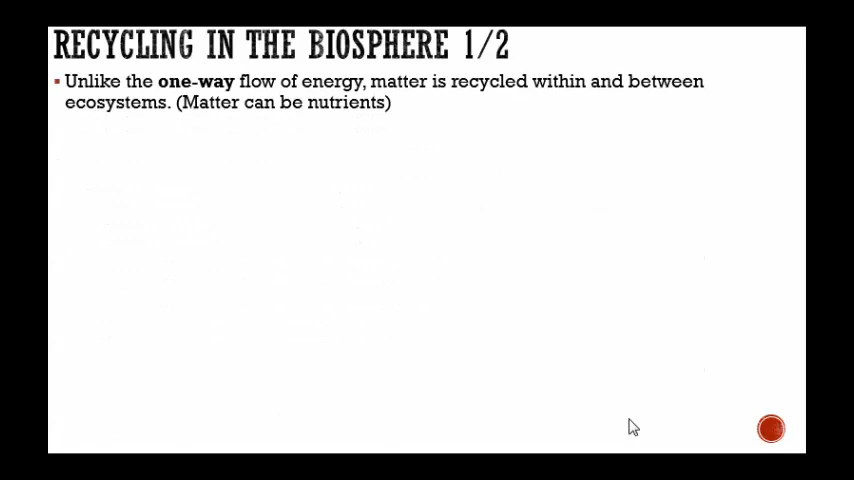 RECYCLING IN THE BIOSPHERE 1/2
▪ Unlike the one-way flow of energy, matter is recycled within and between
ecosystems. (Matter can be nutrients)